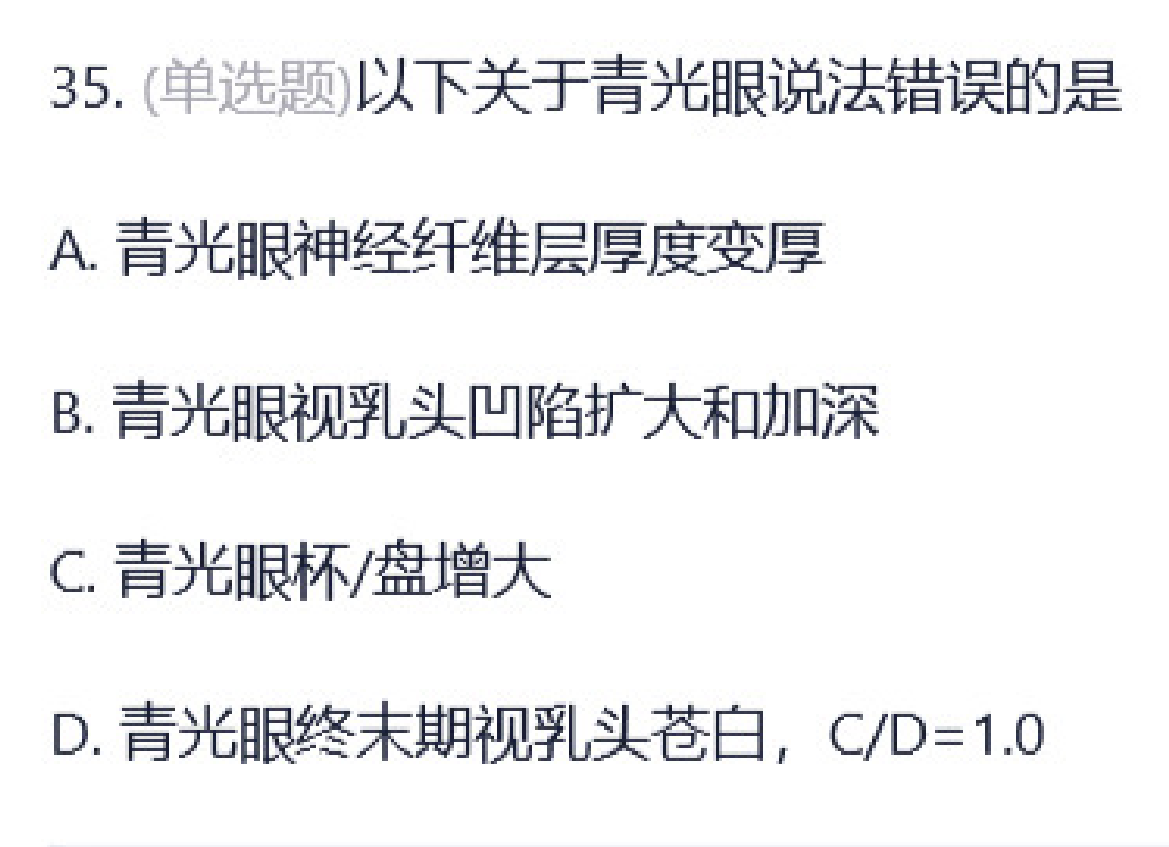 35. (单选题)以下关于青光眼说法错误的是
A. 青光眼神经纤维层厚度变厚
B. 青光眼视乳头凹陷扩大和加深
C. 青光眼杯/盘增大
D. 青光眼终末期视乳头苍白，C/D=1.0